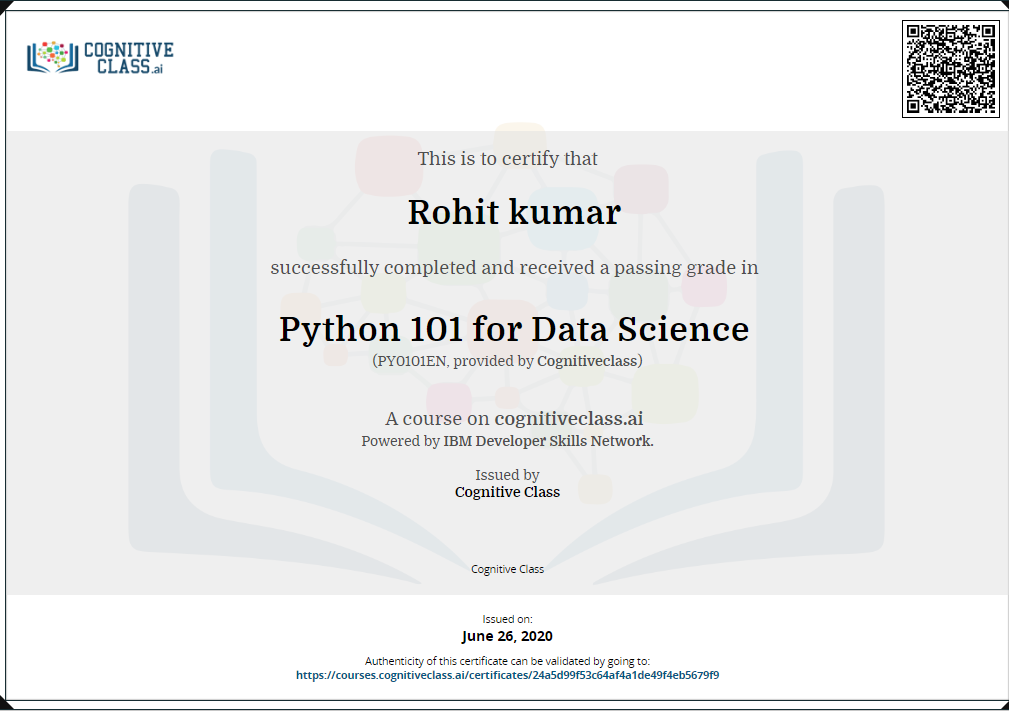 COGNITIVE
CLASS.ai
This is to certify that
Rohit kumar
successfully completed and received a passing grade in
Python 101 for Data Science
(PY0101EN, provided by Cognitiveclass)
A course on cognitiveclass.ai
Powered by IBM Developer Skills Network.
Issued by
Cognitive Class
Cognitive Class
Issued on:
June 26, 2020
Authenticity of this certificate can be validated by going to:
https://courses.cognitiveclass.ai/certificates/24a5d99f53c64af4a1de49f4eb5679f9